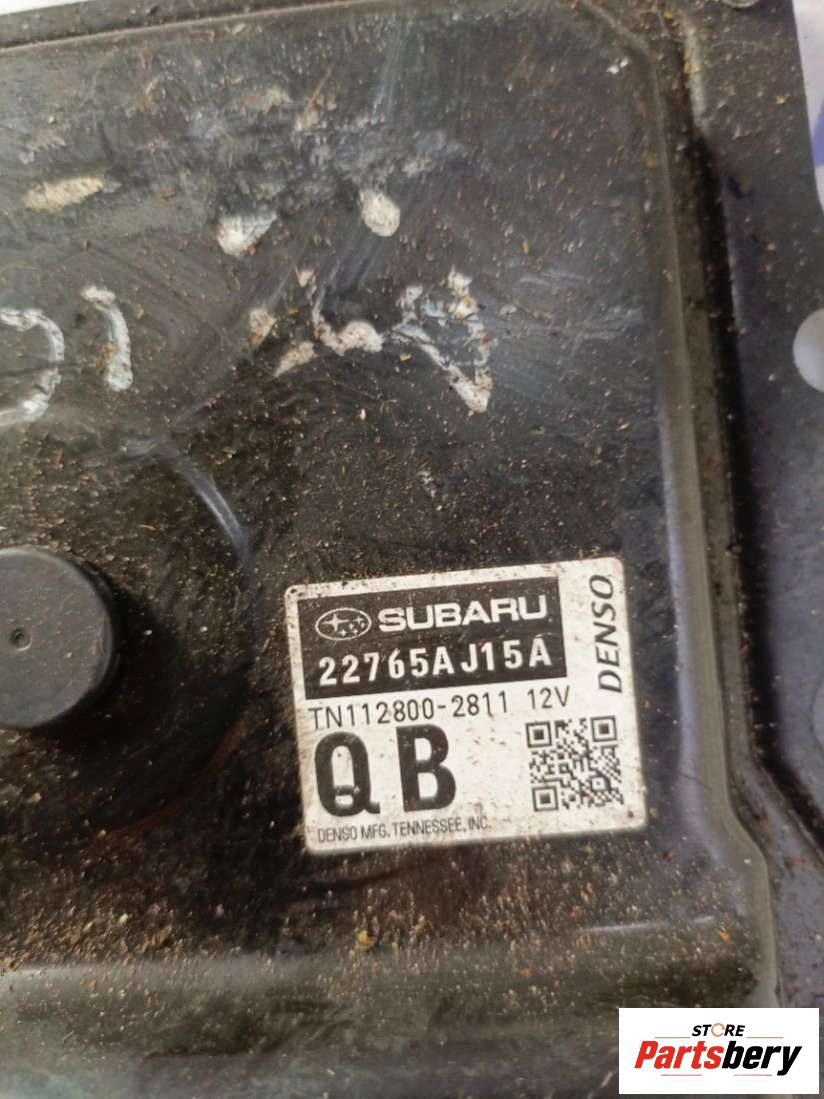 SUBARU
22765AJ15A
DENSO
TN112800-2811 12V
QB
DENSO MFG. TENNESSEE, INC.
STORE
Partsbery